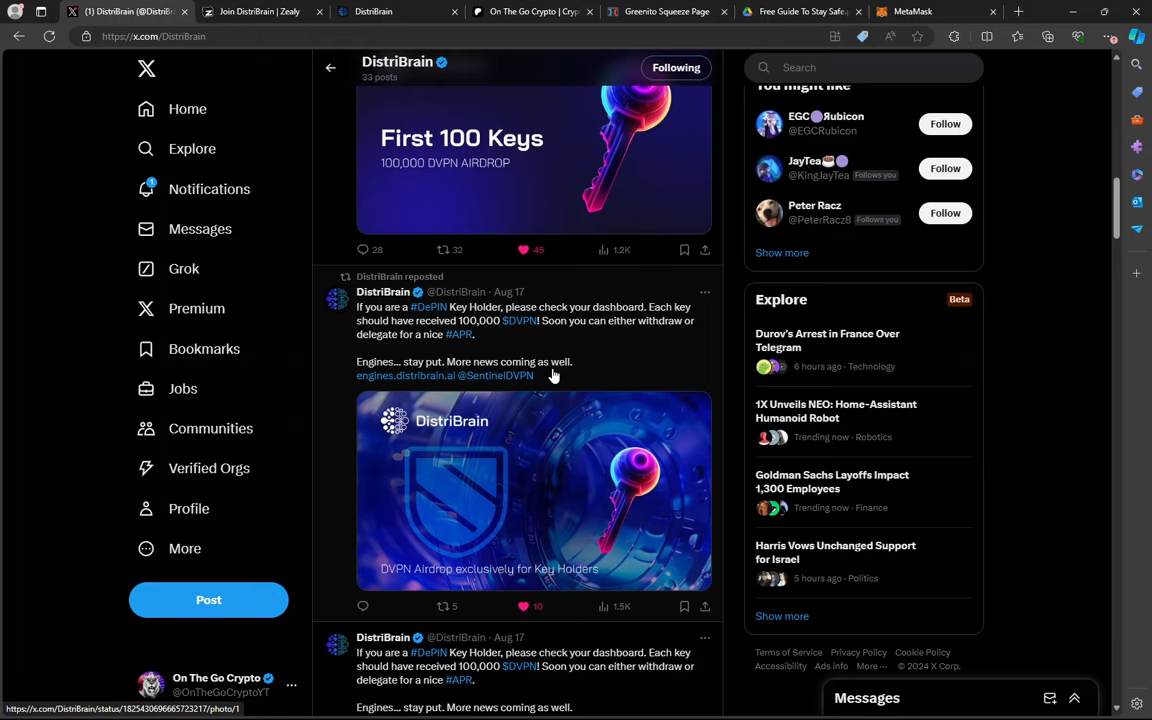 (1) DistriBrain (@DistriBr
Join DistriBrain | Zealy
DistriBrain
On The Go Crypto | Cryp
Greenito Squeeze Page
Free Guide To Stay Safe.
MetaMask
https://x.com/DistriBrain
Home
Explore
Notifications
1
Messages
Grok
Premium
Bookmarks
Jobs
Communities
Verified Orgs
Profile
More
Post
On The Go Crypto
@OnTheGoCryptoYT
https://x.com/DistriBrain/status/1825430696665723217/photo/1
DistriBrain
33 posts
Following
First 100 Keys
100,000 DVPN AIRDROP
28 32 45 1.2K
DistriBrain reposted
DistriBrain @DistriBrain · Aug 17
If you are a #DePIN Key Holder, please check your dashboard. Each key
should have received 100,000 $DVPN! Soon you can either withdraw or
delegate for a nice #APR.
Engines... stay put. More news coming as well.
engines.distribrain.ai @SentinelDVPN
DistriBrain
DVPN Airdrop exclusively for Key Holders
5 10 1.5K
DistriBrain @DistriBrain · Aug 17
If you are a #DePIN Key Holder, please check your dashboard. Each key
should have received 100,000 $DVPN! Soon you can either withdraw or
delegate for a nice #APR.
Engines... stay put. More news coming as well.
Search
You might like
EGC🟣Яubicon
@EGCRubicon
Follow
JayTea
@KingJayTea Follows you
Follow
Peter Racz
@PeterRacz8 Follows you
Follow
Show more
Explore
Beta
Durov's Arrest in France Over
Telegram
6 hours ago · Technology
1X Unveils NEO: Home-Assistant
Humanoid Robot
Trending now · Robotics
Goldman Sachs Layoffs Impact
1,300 Employees
Trending now · Finance
Harris Vows Unchanged Support
for Israel
5 hours ago · Politics
Show more
Terms of Service Privacy Policy Cookie Policy
Accessibility Ads info More ··· © 2024 X Corp.
Messages